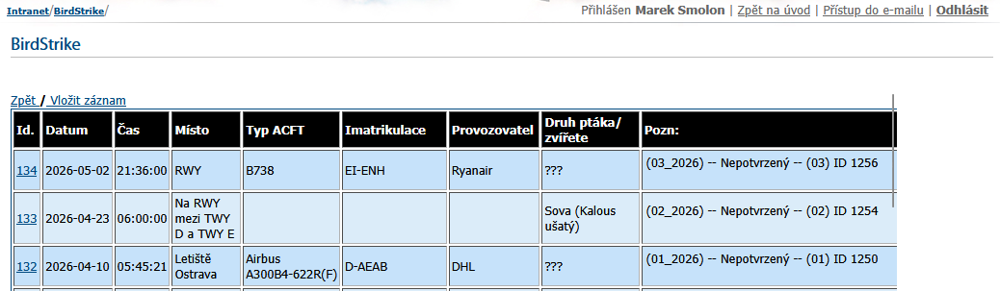 Intranet/BirdStrike/
Přihlášen Marek Smolon | Zpět na úvod | Přístup do e-mailu | Odhlásit
BirdStrike
Zpět / Vložit záznam
Id. Datum Čas Místo Typ ACFT Imatrikulace Provozovatel Druh ptáka/ zvířete Pozn:
134 2026-05-02 21:36:00 RWY B738 EI-ENH Ryanair ??? (03_2026) -- Nepotvrzený -- (03) ID 1256
133 2026-04-23 06:00:00 Na RWY mezi TWY D a TWY E Sova (Kalous ušatý) (02_2026) -- Nepotvrzený -- (02) ID 1254
132 2026-04-10 05:45:21 Letiště Ostrava Airbus A300B4-622R(F) D-AEAB DHL ??? (01_2026) -- Nepotvrzený -- (01) ID 1250